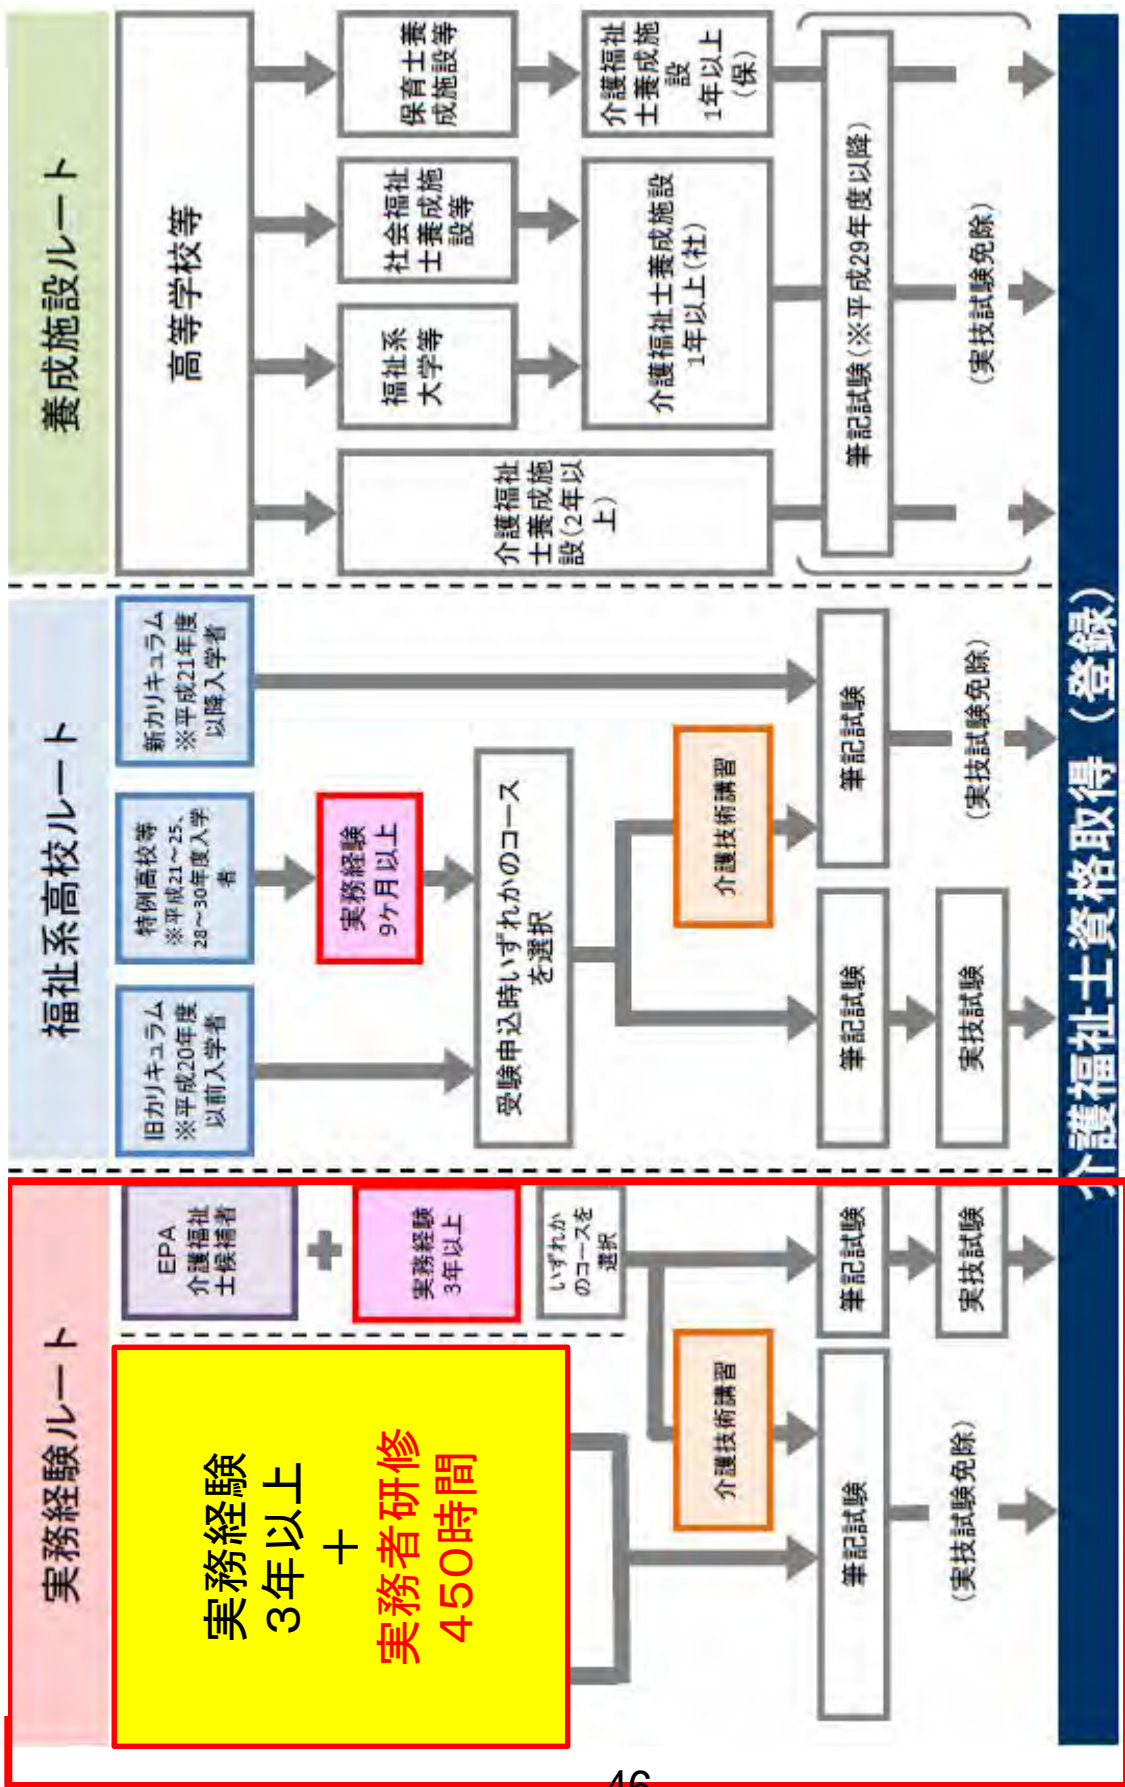 実務経験ルート
実務経験
3年以上
＋
実務者研修
450時間
EPA
介護福祉
士候補者
実務経験
3年以上
いずれか
のコースを
選択
介護技術講習
筆記試験
(実技試験免除)
筆記試験
実技試験
福祉系高校ルート
旧カリキュラム
※平成20年度
以前入学者
特例高校等
※平成21～25、
28～30年度入学
者
新カリキュラム
※平成21年度
以降入学者
実務経験
9ケ月以上
受験申込時いずれかのコース
を選択
介護技術講習
筆記試験
実技試験
筆記試験
(実技試験免除)
養成施設ルート
高等学校等
介護福祉
士養成施
設(2年以
上)
福祉系
大学等
社会福祉
士養成施
設等
保育士養
成施設等
介護福祉士養成施設
1年以上(社)
介護福祉
士養成施
設
1年以上
(保)
筆記試験(※平成29年度以降)
(実技試験免除)
介護福祉士資格取得（登録）
46